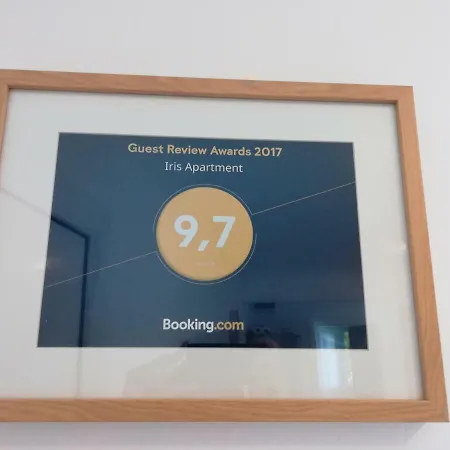 Guest Review Awards 2017
Iris Apartment
9,7
Booking.com